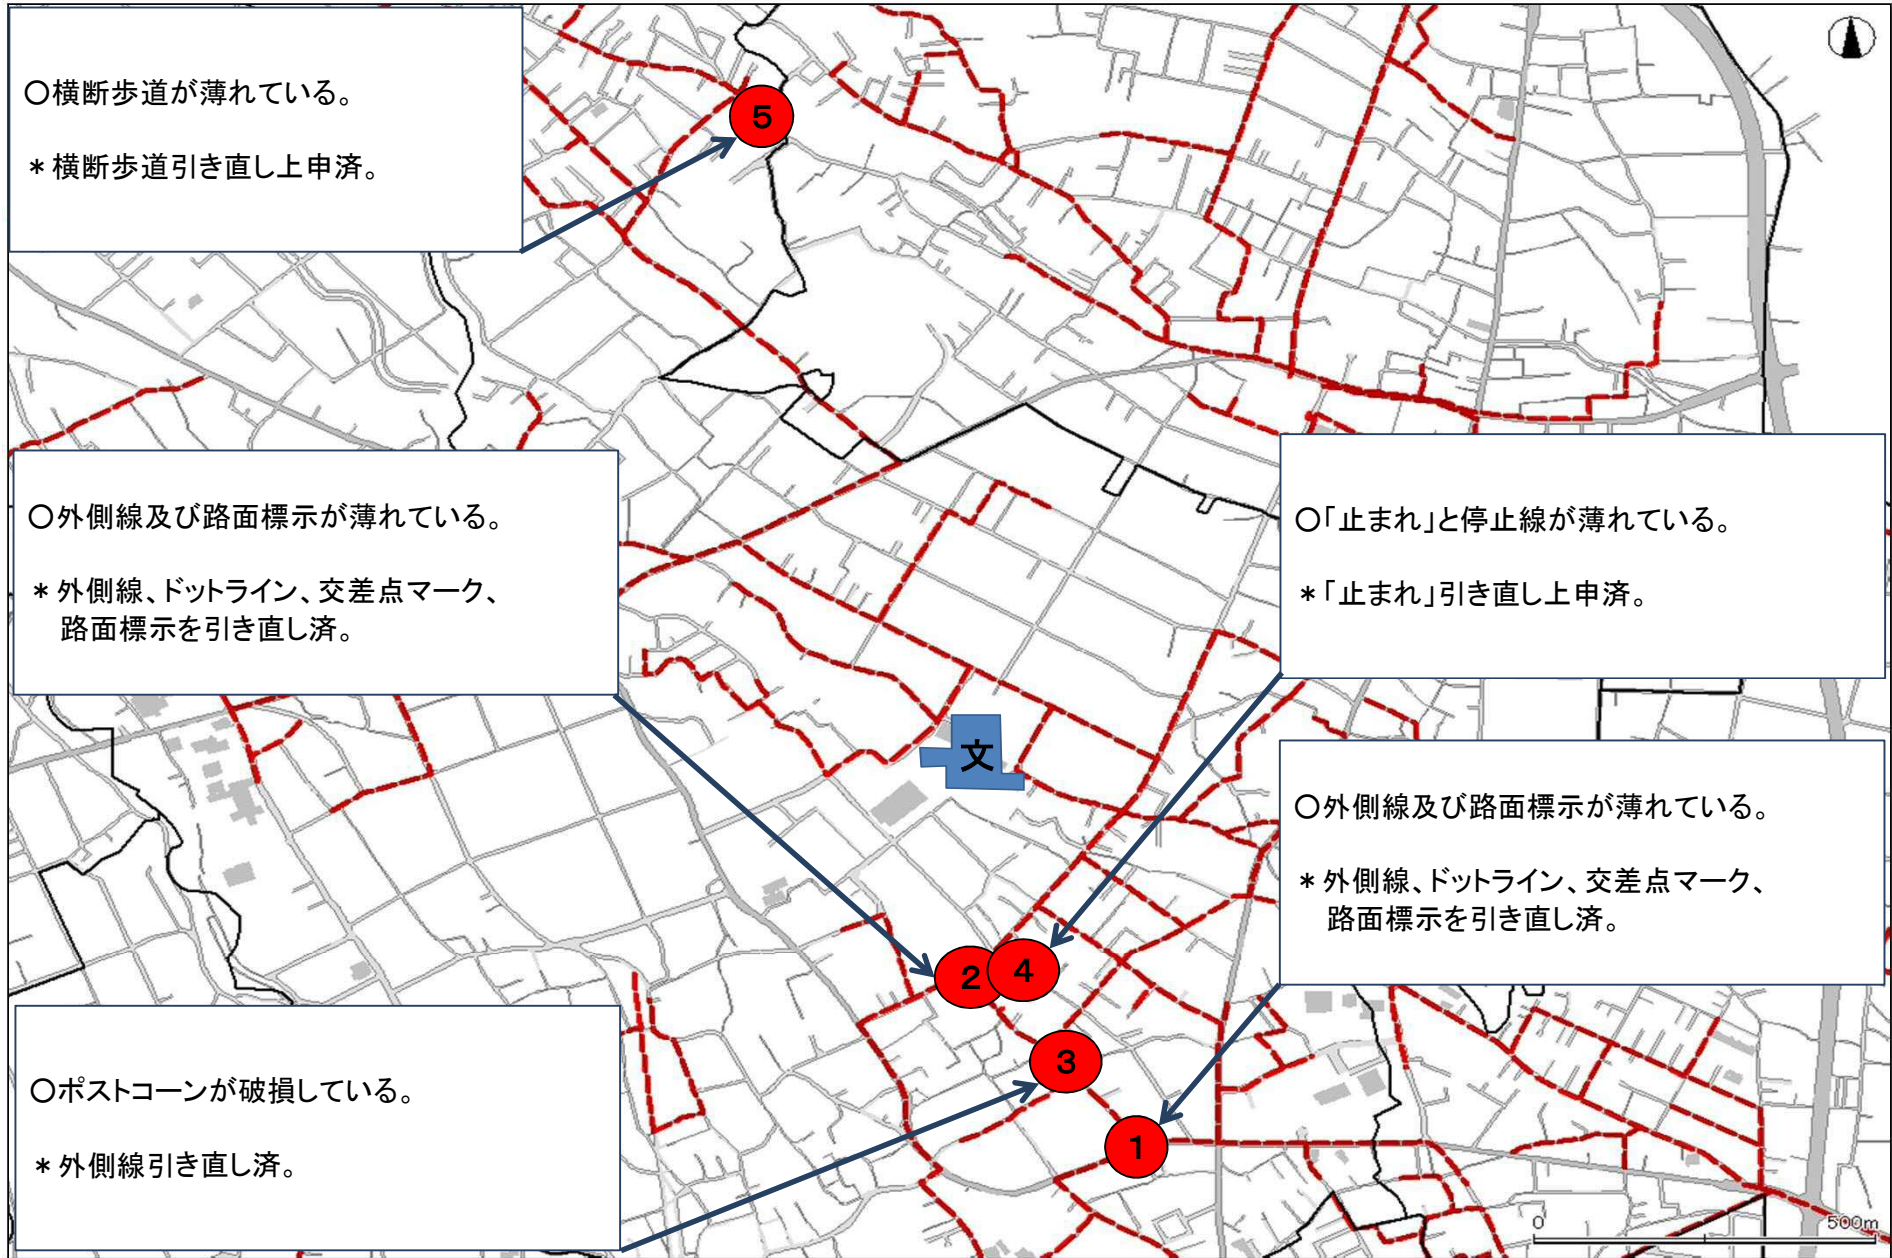 〇横断歩道が薄れている。
＊横断歩道引き直し上申済。
5
〇外側線及び路面標示が薄れている。
＊外側線、ドットライン、交差点マーク、
路面標示を引き直し済。
〇「止まれ」と停止線が薄れている。
＊「止まれ」引き直し上申済。
文
〇外側線及び路面標示が薄れている。
＊外側線、ドットライン、交差点マーク、
路面標示を引き直し済。
2
4
3
1
〇ポストコーンが破損している。
＊外側線引き直し済。
0
500m